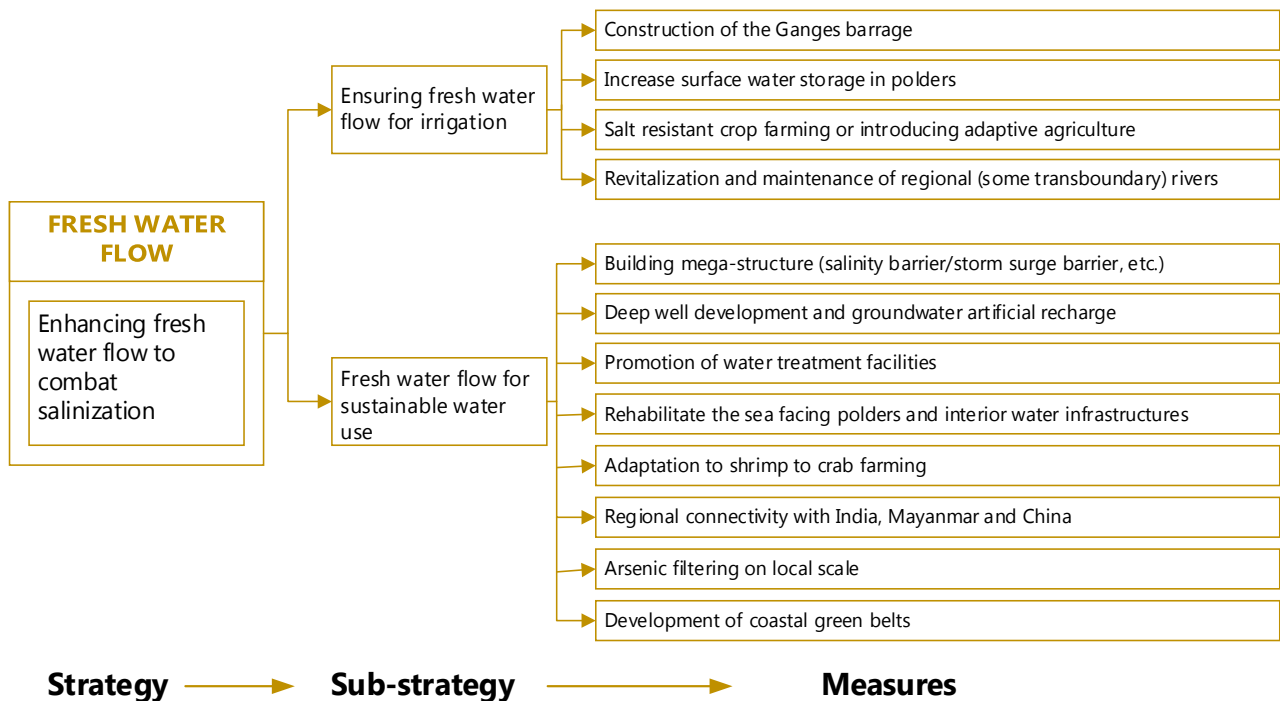 FRESH WATER
FLOW
Enhancing fresh
water flow to
combat
salinization
Ensuring fresh water
flow for irrigation
Construction of the Ganges barrage
Increase surface water storage in polders
Salt resistant crop farming or introducing adaptive agriculture
Revitalization and maintenance of regional (some transboundary) rivers
Fresh water flow for
sustainable water
use
Building mega-structure (salinity barrier/storm surge barrier, etc.)
Deep well development and groundwater artificial recharge
Promotion of water treatment facilities
Rehabilitate the sea facing polders and interior water infrastructures
Adaptation to shrimp to crab farming
Regional connectivity with India, Mayanmar and China
Arsenic filtering on local scale
Development of coastal green belts
Strategy Sub-strategy Measures